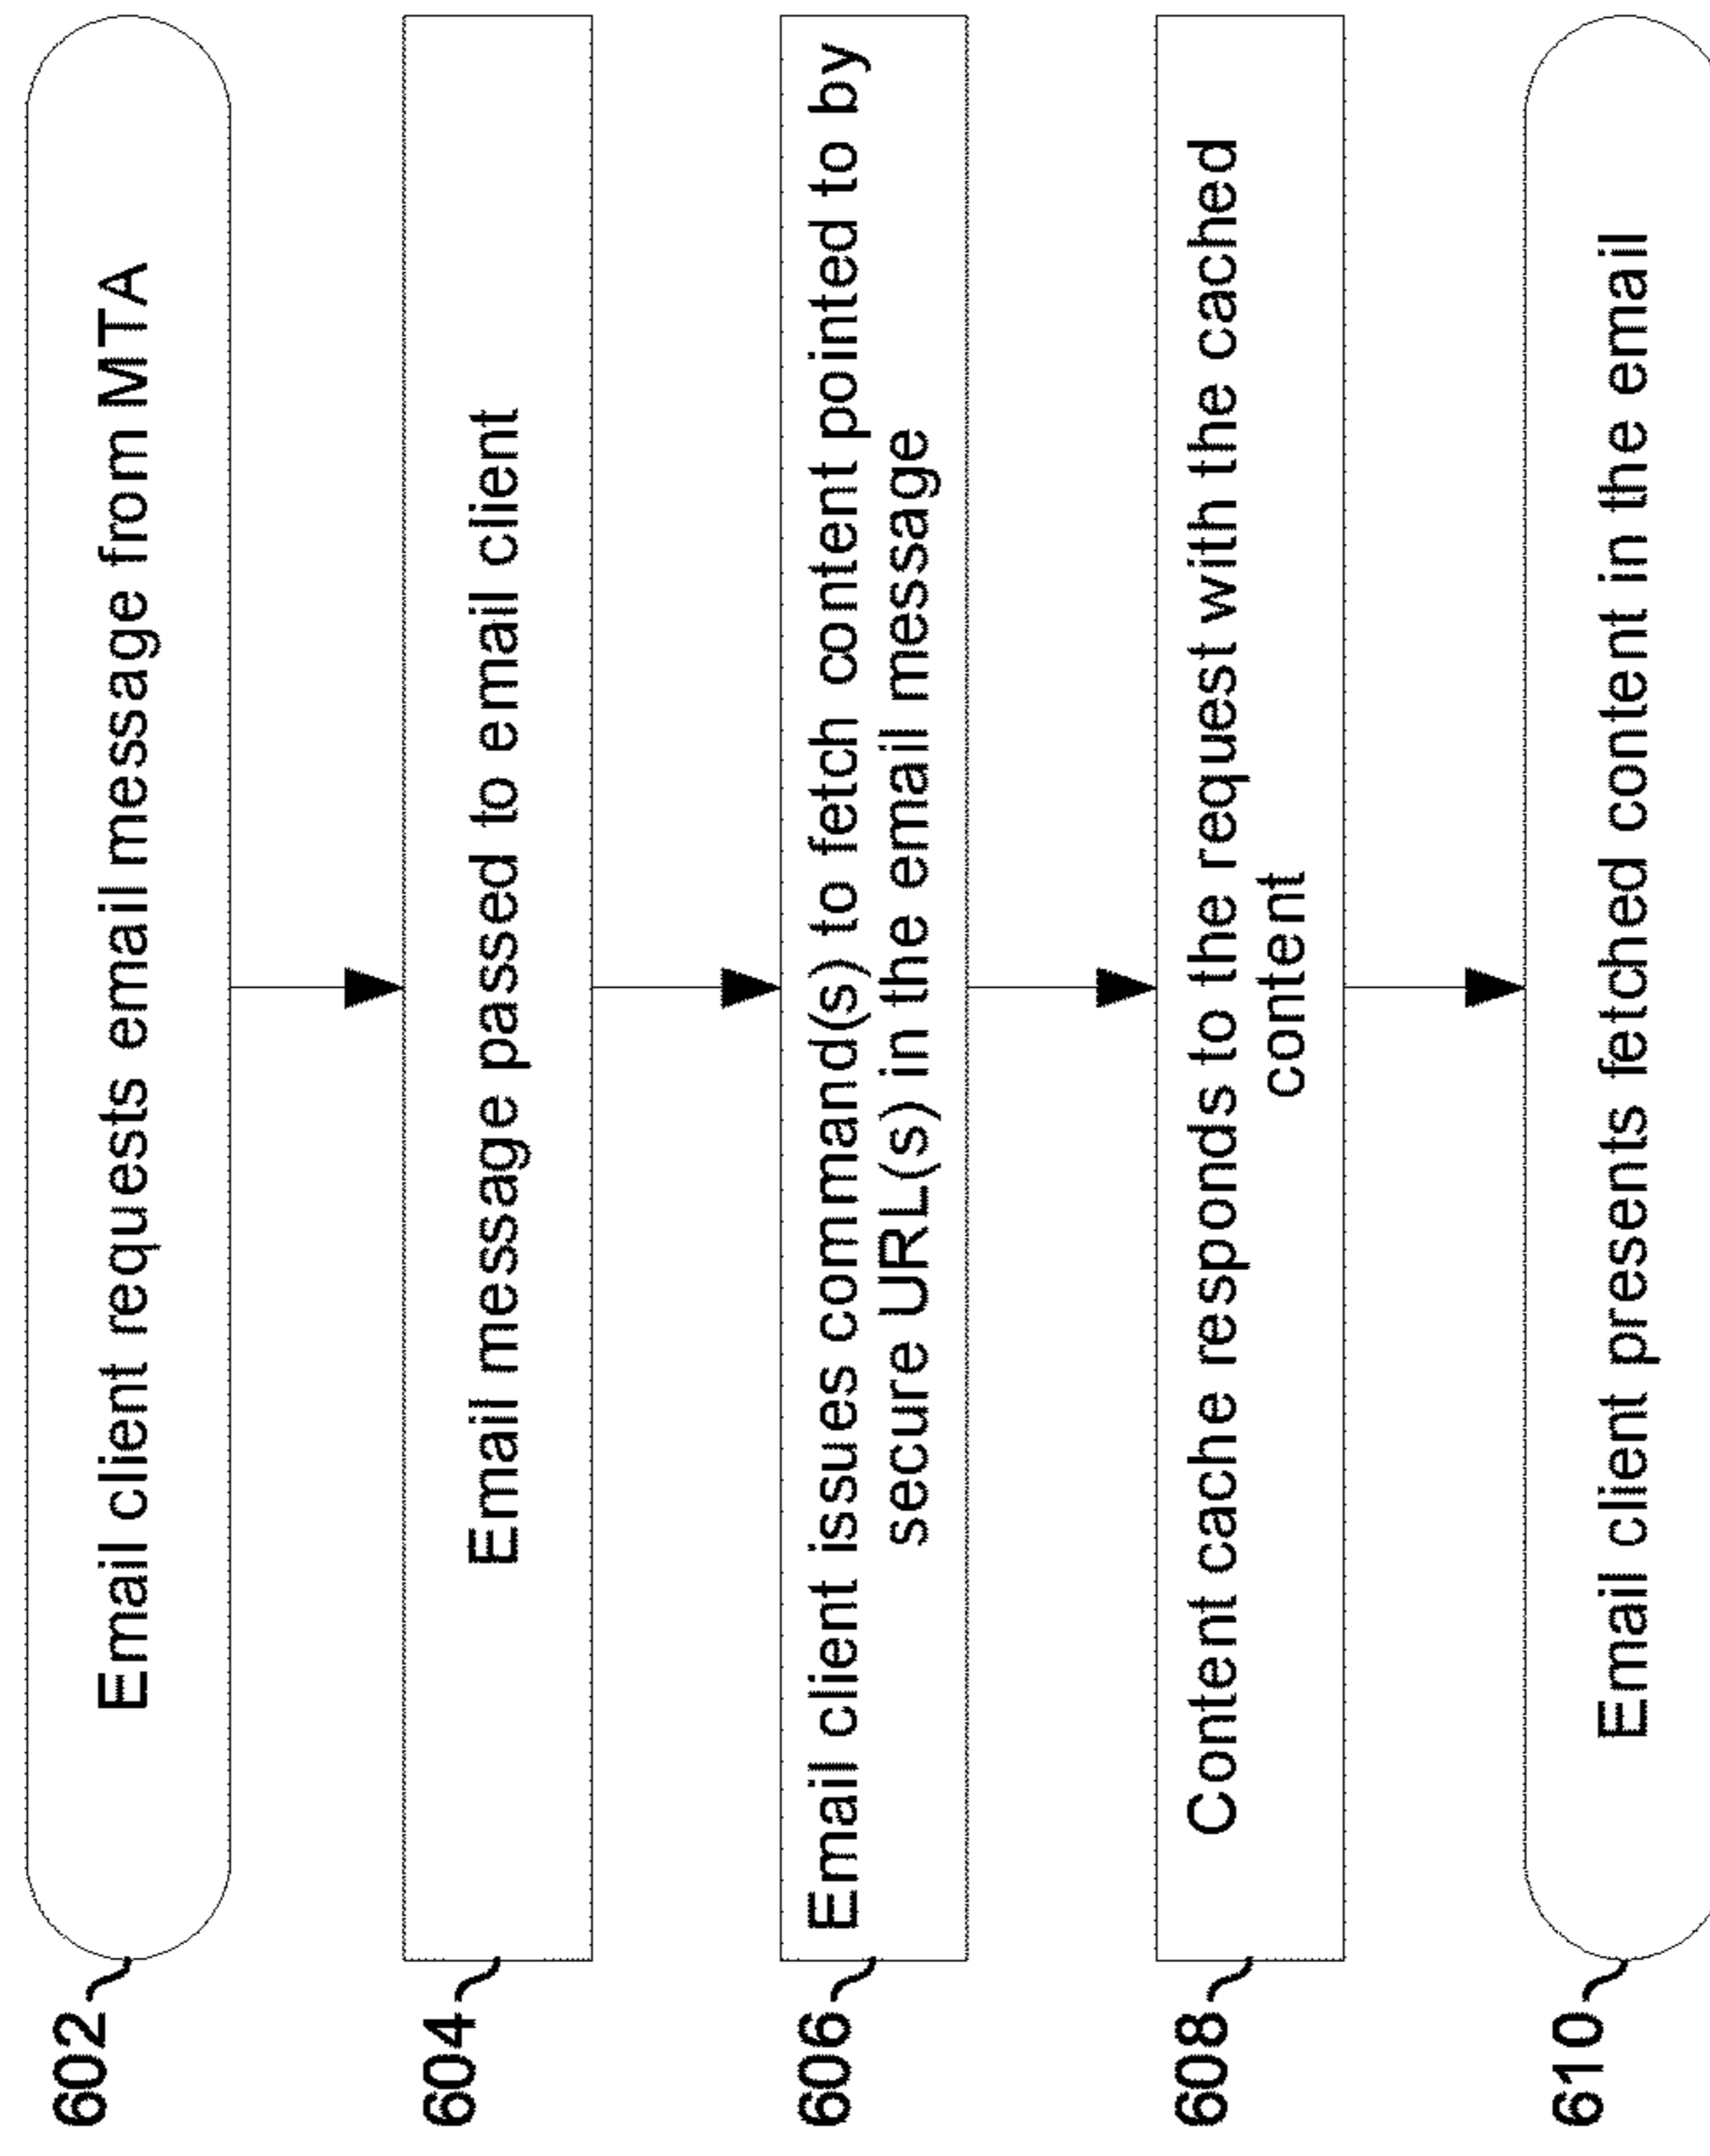 602
Email client requests email message from MTA
604
Email message passed to email client
606
Email client issues command(s) to fetch content pointed to by
secure URL(s) in the email message
608
Content cache responds to the request with the cached
content
610
Email client presents fetched content in the email